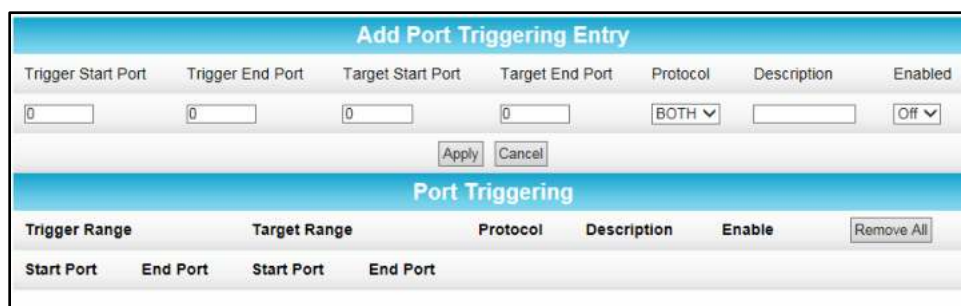 Add Port Triggering Entry
Trigger Start Port Trigger End Port Target Start Port Target End Port Protocol Description Enabled
0 0 0 0 BOTH Off
Apply Cancel
Port Triggering
Trigger Range Target Range Protocol Description Enable Remove All
Start Port End Port Start Port End Port